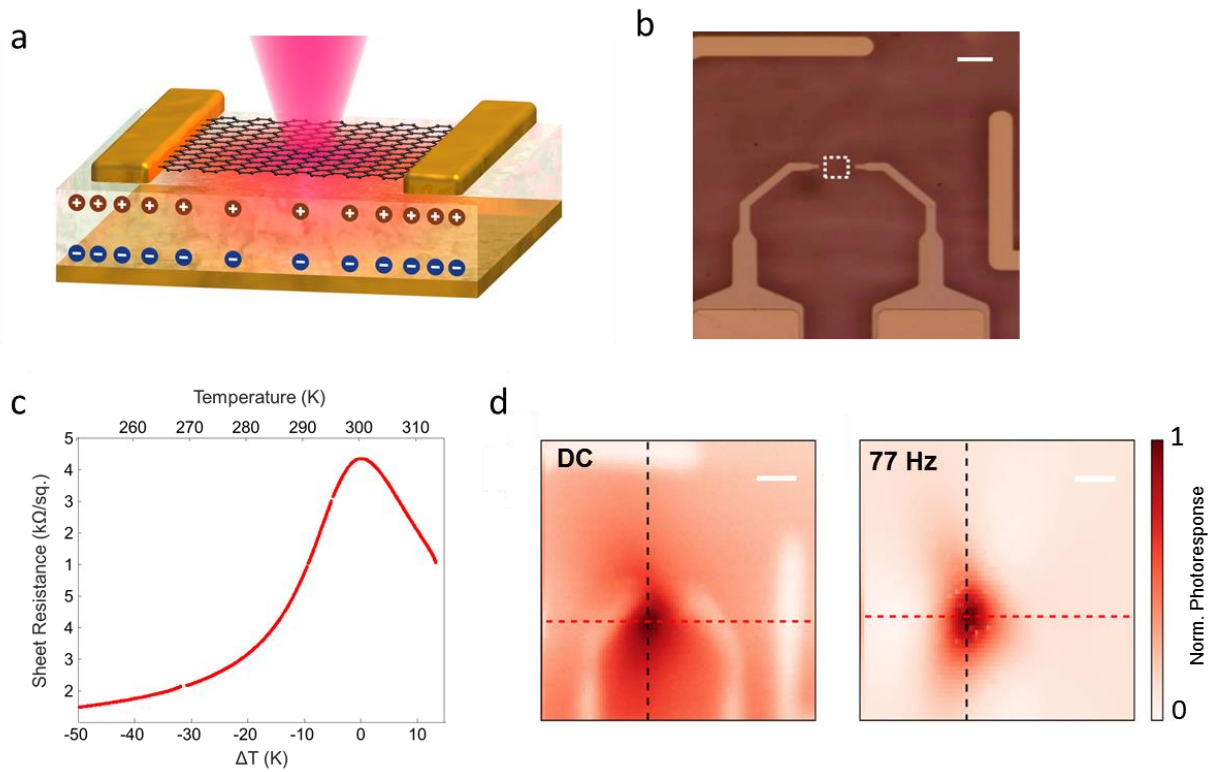 a
b
+ + + + + + + + + + +
− − − − − − − − − − −
c
Temperature (K)
260 270 280 290 300 310
Sheet Resistance (kΩ/sq.)
5
4
3
2
1
5
4
3
2
-50 -40 -30 -20 -10 0 10
ΔT (K)
d
DC
77 Hz
1
0
Norm. Photoresponse